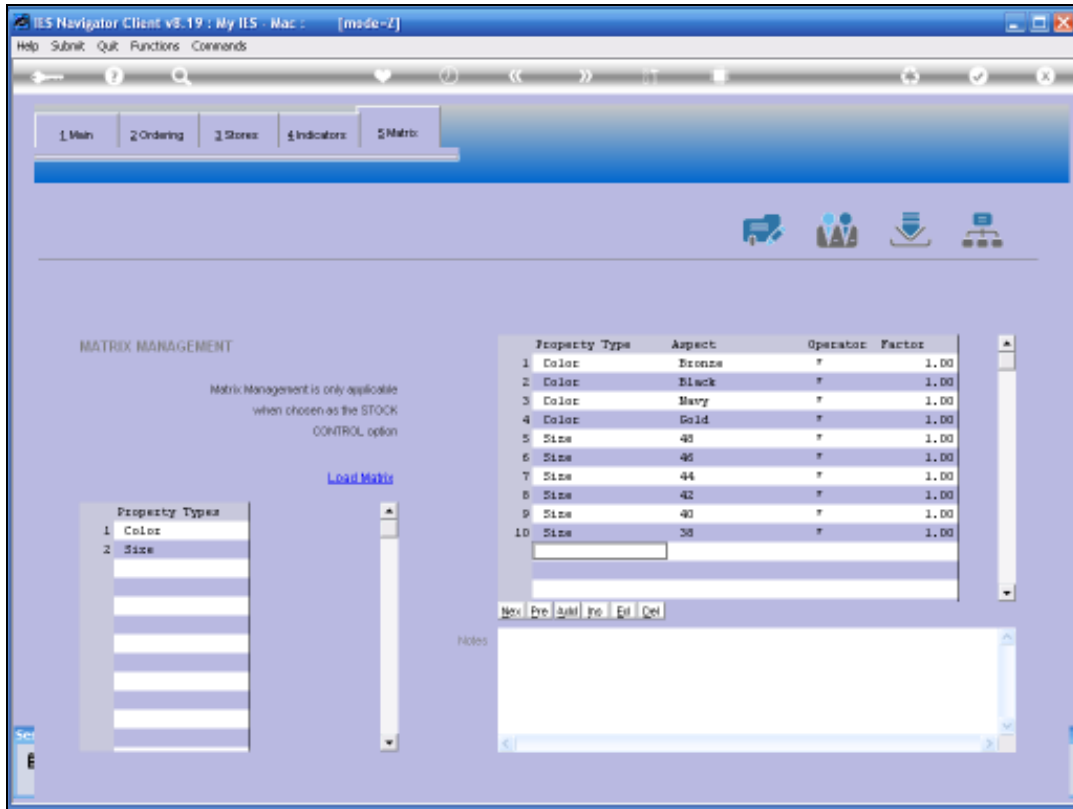 IES Navigator Client v8.19 : My IES - Mac : [mode=Z]
Help Submit Quit Functions Commands
1 Main 2 Ordering 3 Stores 4 Indicators 5 Matrix
MATRIX MANAGEMENT
Matrix Management is only applicable
when chosen as the STOCK
CONTROL option
Load Matrix
Property Types
1 Color
2 Size
Property Type Aspect Operator Factor
1 Color Bronze * 1.00
2 Color Black * 1.00
3 Color Navy * 1.00
4 Color Gold * 1.00
5 Size 48 * 1.00
6 Size 46 * 1.00
7 Size 44 * 1.00
8 Size 42 * 1.00
9 Size 40 * 1.00
10 Size 38 * 1.00
Nex Pre Add Ins Ed Del
Notes